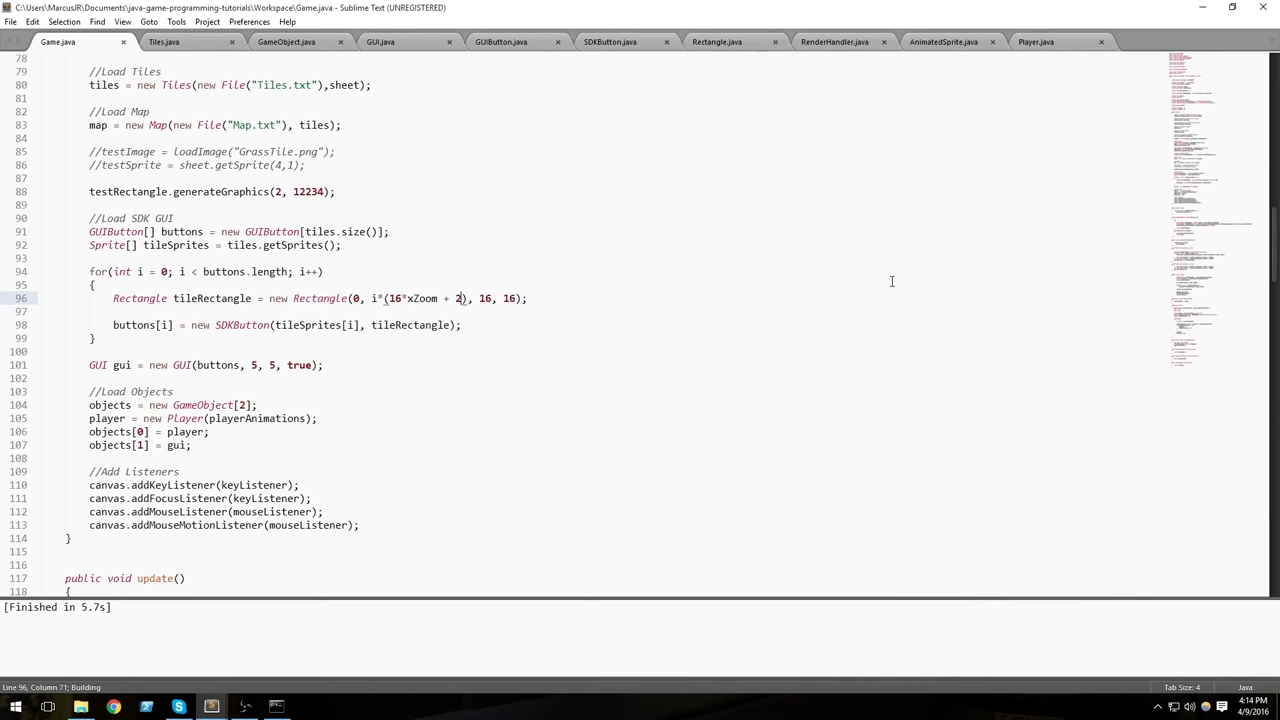 C:\Users\MarcusJR\Documents\java-game-programming-tutorials\Workspace\Game.java - Sublime Text (UNREGISTERED)
File Edit Selection Find View Goto Tools Project Preferences Help
Game.java Tiles.java GameObject.java GUI.java GUIButton.java SDKButton.java Rectangle.java RenderHandler.java AnimatedSprite.java Player.java
78
79 //Load Tiles
80 tiles = new Tiles(new File("Tiles.txt"),sheet);
81
82 //Load Map
83 map = new Map(new File("Map.txt"), tiles);
84
85 //testImage = loadImage("GrassTile.png");
86 //testSprite = sheet.getSprite(4,1);
87
88 testRectangle.generateGraphics(2, 12234);
89
90 //Load SDK GUI
91 GUIButton[] buttons = new GUIButton[tiles.size()];
92 Sprite[] tileSprites = tiles.getSprites();
93
94 for(int i = 0; i < buttons.length; i++)
95 {
96 Rectangle tileRectangle = new Rectangle(0, i*(16*xZoom + 2), 16, 16);
97
98 buttons[i] = new SDKButton(tileSprites[i], tileRectangle);
99 }
100
101 GUI gui = new GUI(buttons, 5, 5, true);
102
103 //Load Objects
104 objects = new GameObject[2];
105 player = new Player(playerAnimations);
106 objects[0] = player;
107 objects[1] = gui;
108
109 //Add Listeners
110 canvas.addKeyListener(keyListener);
111 canvas.addFocusListener(keyListener);
112 canvas.addMouseListener(mouseListener);
113 canvas.addMouseMotionListener(mouseListener);
114 }
115
116
117 public void update()
118 {
[Finished in 5.7s]
Line 96, Column 71; Building Tab Size: 4 Java
4:14 PM
4/9/2016